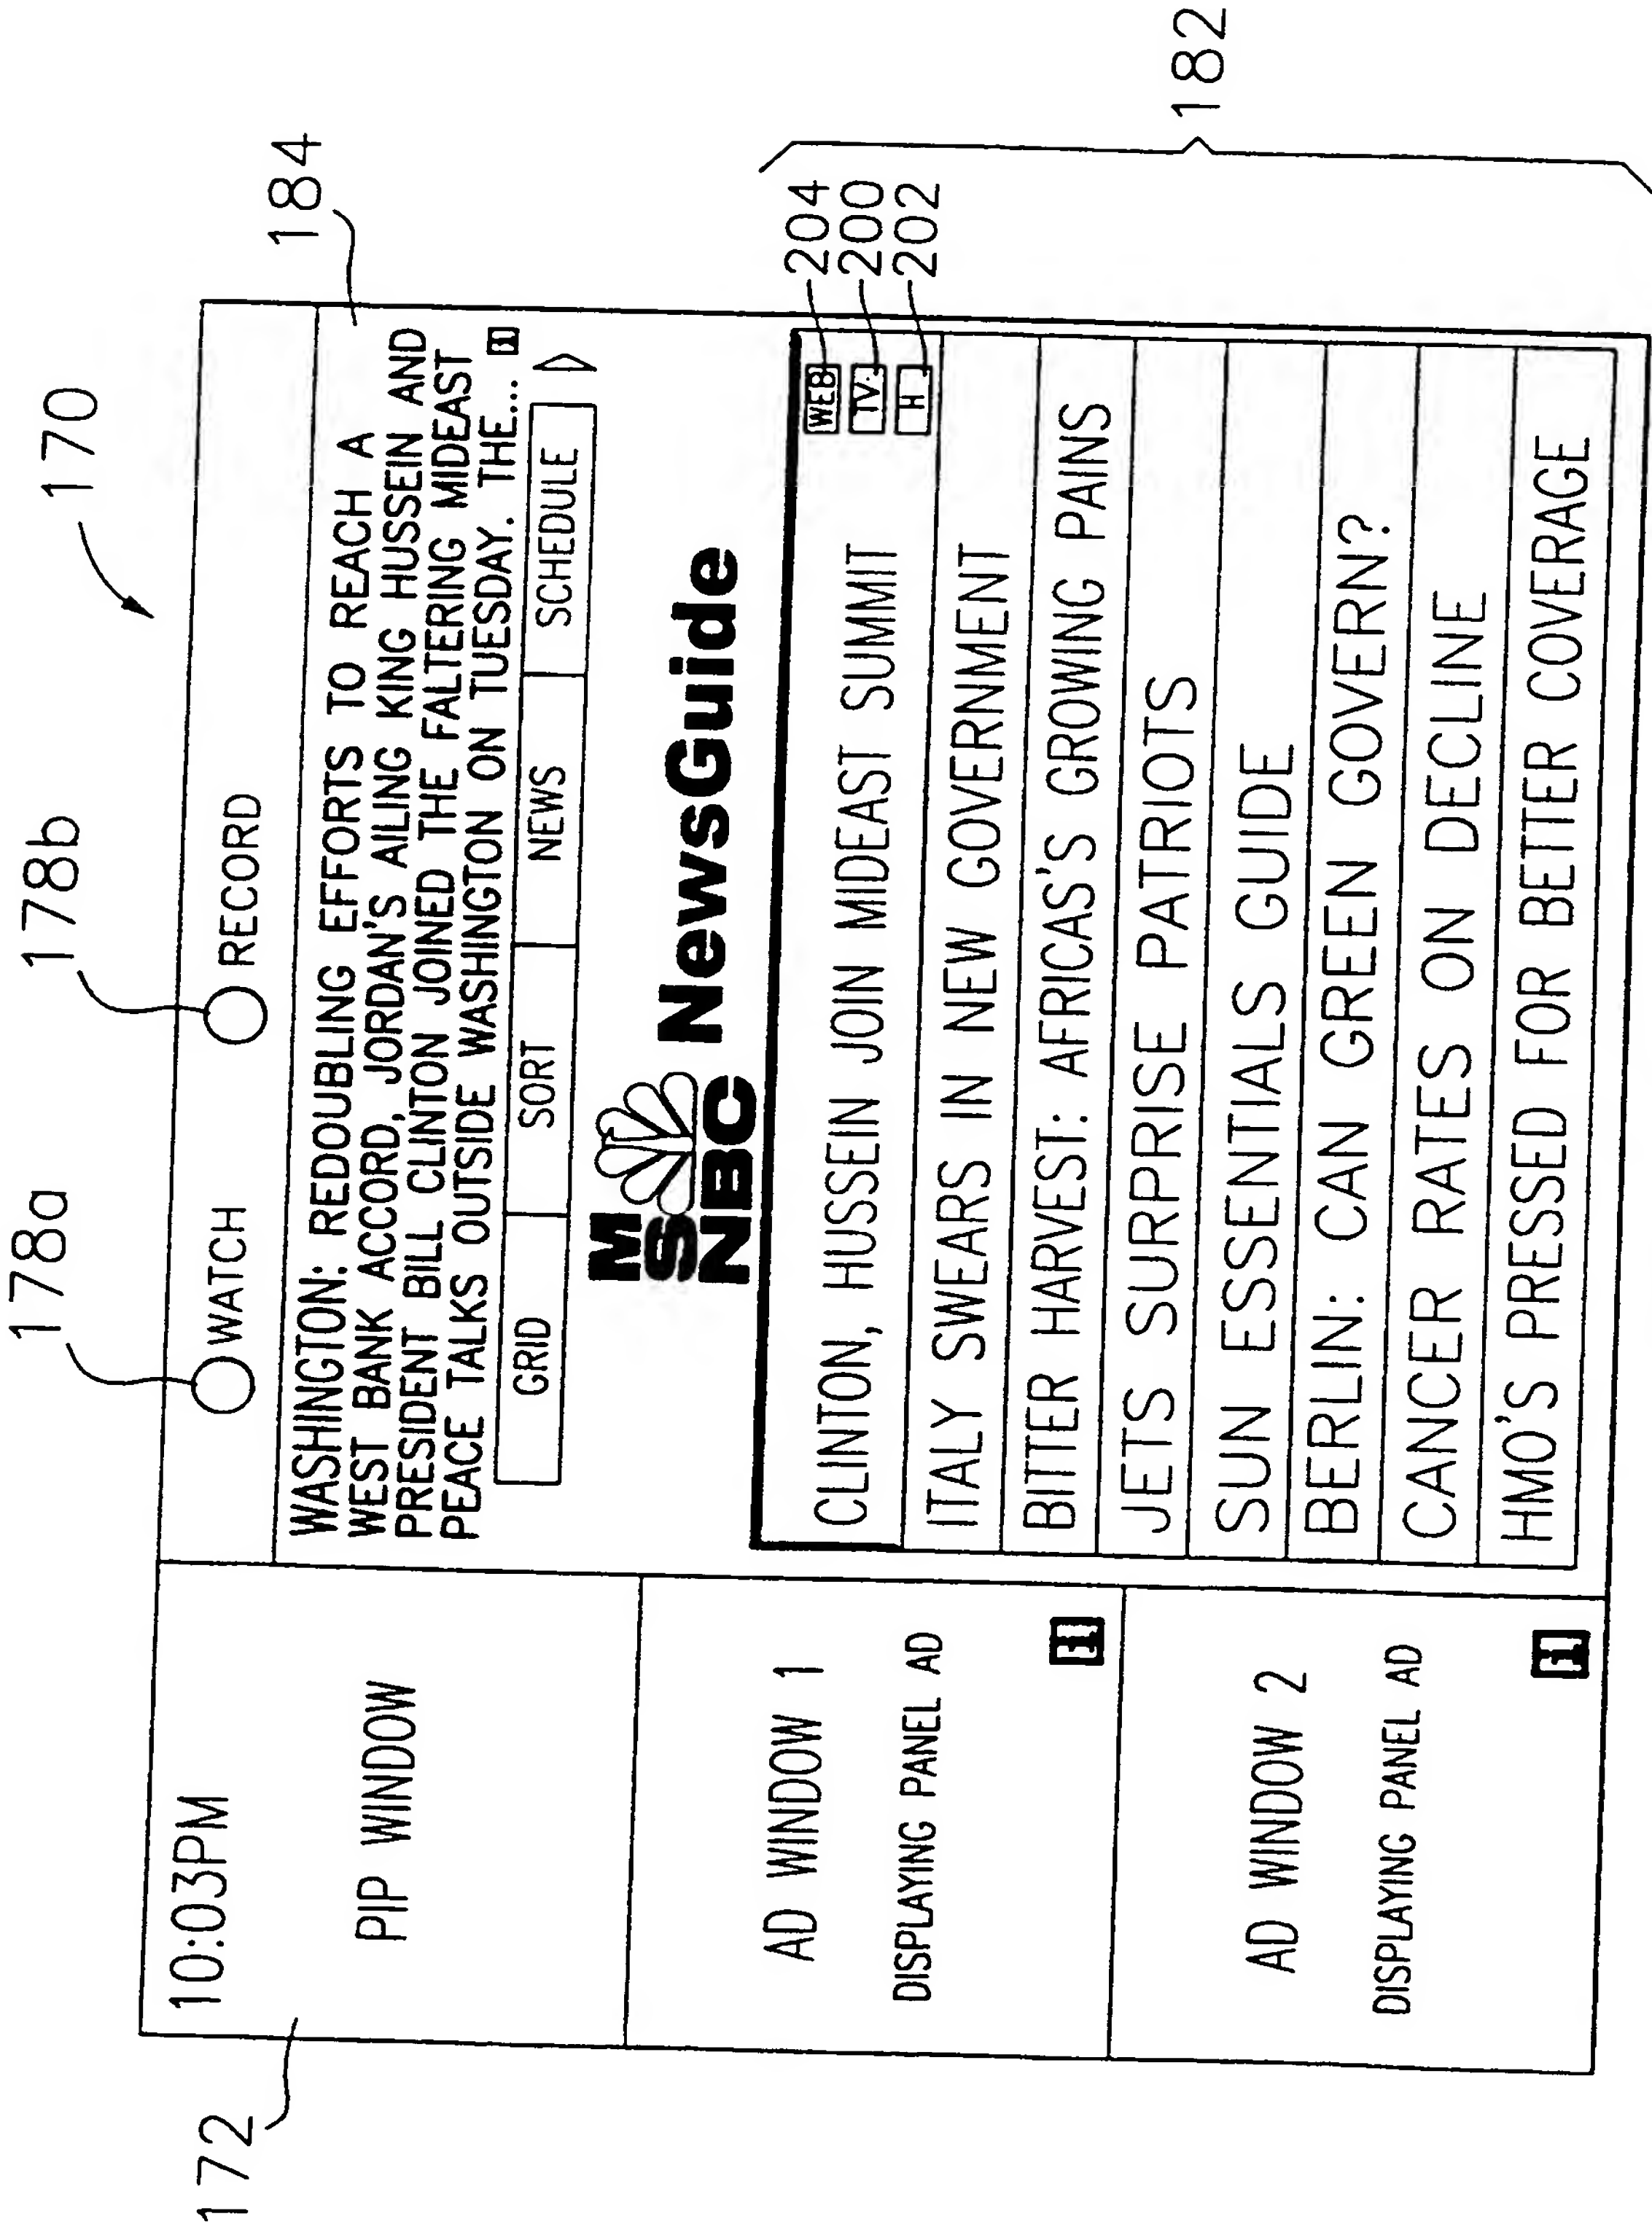 170
178a
178b
172
184
10:03PM
WATCH
RECORD
PIP WINDOW
WASHINGTON: REDOUBLING EFFORTS TO REACH A
WEST BANK ACCORD, JORDAN'S AILING KING HUSSEIN AND
PRESIDENT BILL CLINTON JOINED THE FALTERING MIDEAST
PEACE TALKS OUTSIDE WASHINGTON ON TUESDAY. THE...
GRID
SORT
NEWS
SCHEDULE
MS
NBC NewsGuide
AD WINDOW 1
DISPLAYING PANEL AD
AD WINDOW 2
DISPLAYING PANEL AD
CLINTON, HUSSEIN JOIN MIDEAST SUMMIT
WEB
TV
H
204
200
202
182
ITALY SWEARS IN NEW GOVERNMENT
BITTER HARVEST: AFRICAS'S GROWING PAINS
JETS SURPRISE PATRIOTS
SUN ESSENTIALS GUIDE
BERLIN: CAN GREEN GOVERN?
CANCER RATES ON DECLINE
HMO'S PRESSED FOR BETTER COVERAGE